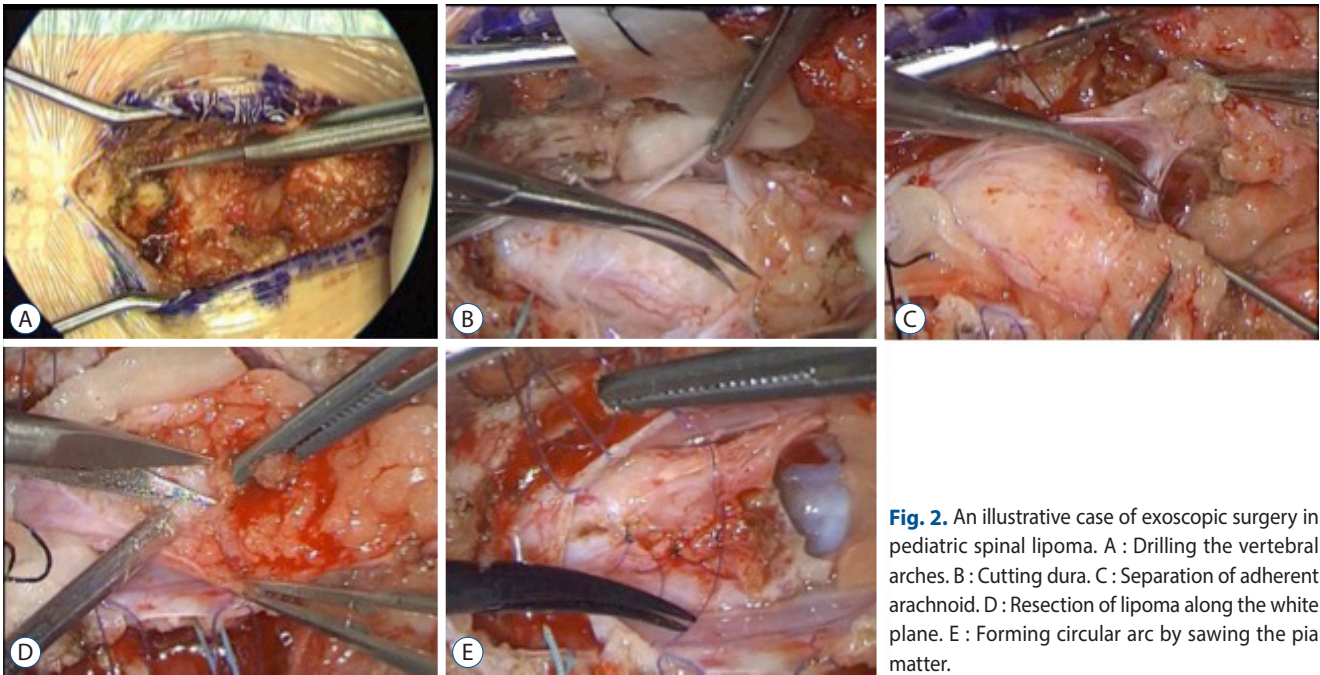 A
B
C
D
E
Fig. 2. An illustrative case of exoscopic surgery in
pediatric spinal lipoma. A : Drilling the vertebral
arches. B : Cutting dura. C : Separation of adherent
arachnoid. D : Resection of lipoma along the white
plane. E : Forming circular arc by sawing the pia
matter.